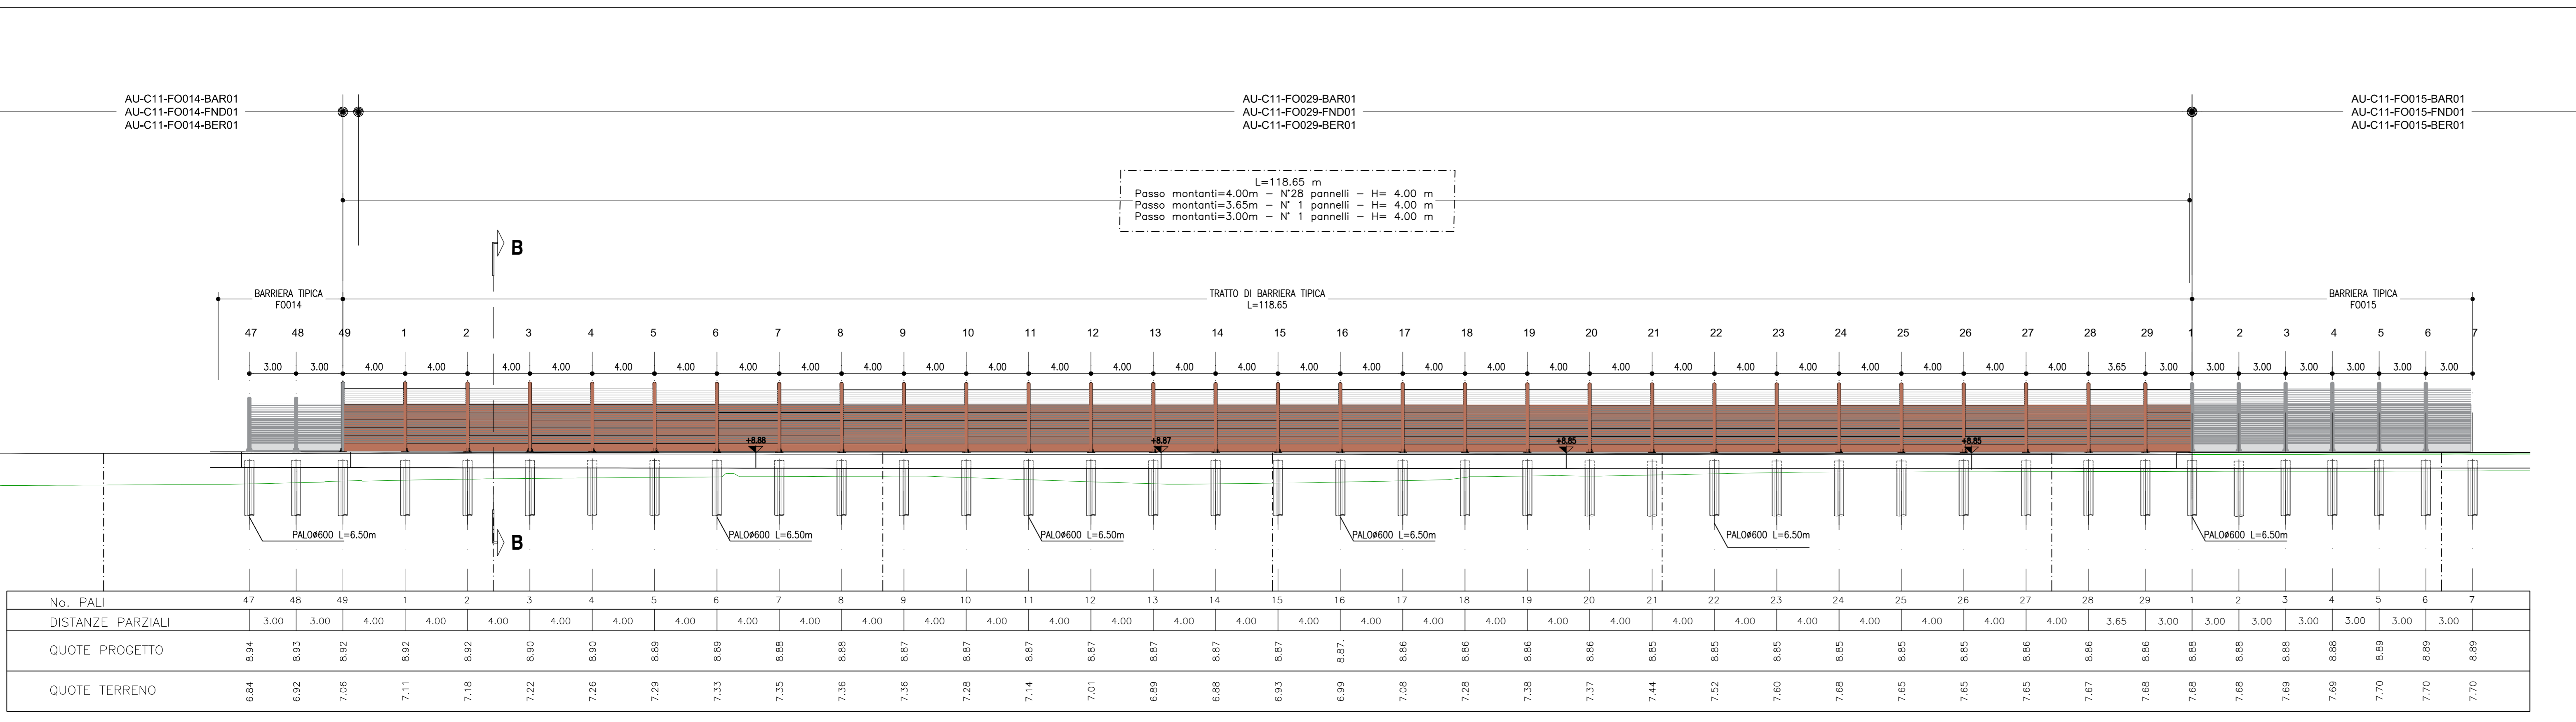 AU-C11-FO014-BAR01
AU-C11-FO014-FND01
AU-C11-FO014-BER01
AU-C11-FO029-BAR01
AU-C11-FO029-FND01
AU-C11-FO029-BER01
AU-C11-FO015-BAR01
AU-C11-FO015-FND01
AU-C11-FO015-BER01
L=118.65 m
Passo montanti=4.00m – N°28 pannelli – H= 4.00 m
Passo montanti=3.65m – N° 1 pannelli – H= 4.00 m
Passo montanti=3.00m – N° 1 pannelli – H= 4.00 m
B
BARRIERA TIPICA
FO014
TRATTO DI BARRIERA TIPICA
L=118.65
BARRIERA TIPICA
FO015
47 48 49 1 2 3 4 5 6 7 8 9 10 11 12 13 14 15 16 17 18 19 20 21 22 23 24 25 26 27 28 29 1 2 3 4 5 6 7
3.00 3.00 4.00 4.00 4.00 4.00 4.00 4.00 4.00 4.00 4.00 4.00 4.00 4.00 4.00 4.00 4.00 4.00 4.00 4.00 4.00 4.00 4.00 4.00 4.00 4.00 4.00 4.00 4.00 4.00 3.65 3.00 3.00 3.00 3.00 3.00 3.00 3.00
+8.88 +8.87 +8.85 +8.85
PALOø600 L=6.50m PALOø600 L=6.50m PALOø600 L=6.50m PALOø600 L=6.50m PALOø600 L=6.50m PALOø600 L=6.50m
B
No. PALI 47 48 49 1 2 3 4 5 6 7 8 9 10 11 12 13 14 15 16 17 18 19 20 21 22 23 24 25 26 27 28 29 1 2 3 4 5 6 7
DISTANZE PARZIALI 3.00 3.00 4.00 4.00 4.00 4.00 4.00 4.00 4.00 4.00 4.00 4.00 4.00 4.00 4.00 4.00 4.00 4.00 4.00 4.00 4.00 4.00 4.00 4.00 4.00 4.00 4.00 4.00 4.00 4.00 3.65 3.00 3.00 3.00 3.00 3.00 3.00 3.00
QUOTE PROGETTO 8.94 8.93 8.92 8.92 8.92 8.90 8.90 8.89 8.89 8.88 8.88 8.87 8.87 8.87 8.87 8.87 8.87 8.87 8.87. 8.86 8.86 8.86 8.86 8.85 8.85 8.85 8.85 8.85 8.85 8.86 8.86 8.86 8.88 8.88 8.88 8.88 8.89 8.89 8.89
QUOTE TERRENO 6.84 6.92 7.06 7.11 7.18 7.22 7.26 7.29 7.33 7.35 7.36 7.36 7.28 7.14 7.01 6.89 6.88 6.93 6.99 7.08 7.28 7.38 7.37 7.44 7.52 7.60 7.68 7.65 7.65 7.65 7.67 7.68 7.68 7.68 7.69 7.69 7.70 7.70 7.70